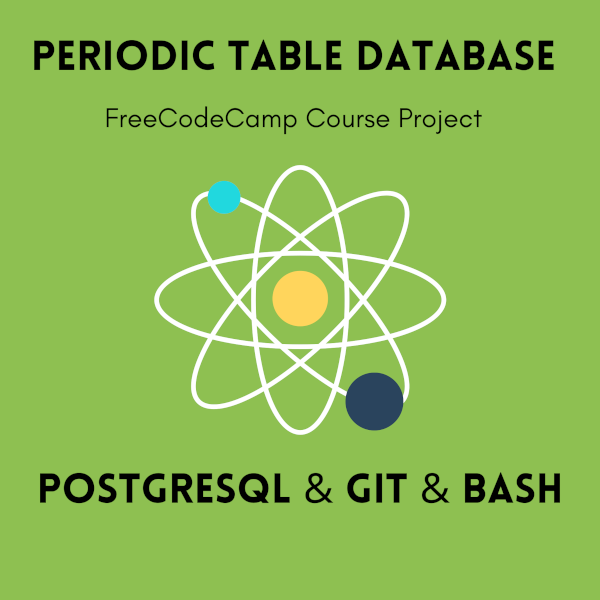 PERIODIC TABLE DATABASE
FreeCodeCamp Course Project
POSTGRESQL & GIT & BASH